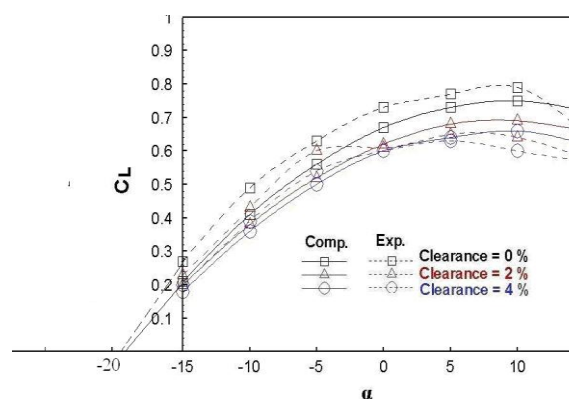 1
0.9
0.8
0.7
0.6
0.5
0.4
0.3
0.2
0.1
CL
Comp. Exp.
Clearance = 0 %
Clearance = 2 %
Clearance = 4 %
-20 -15 -10 -5 0 5 10
α